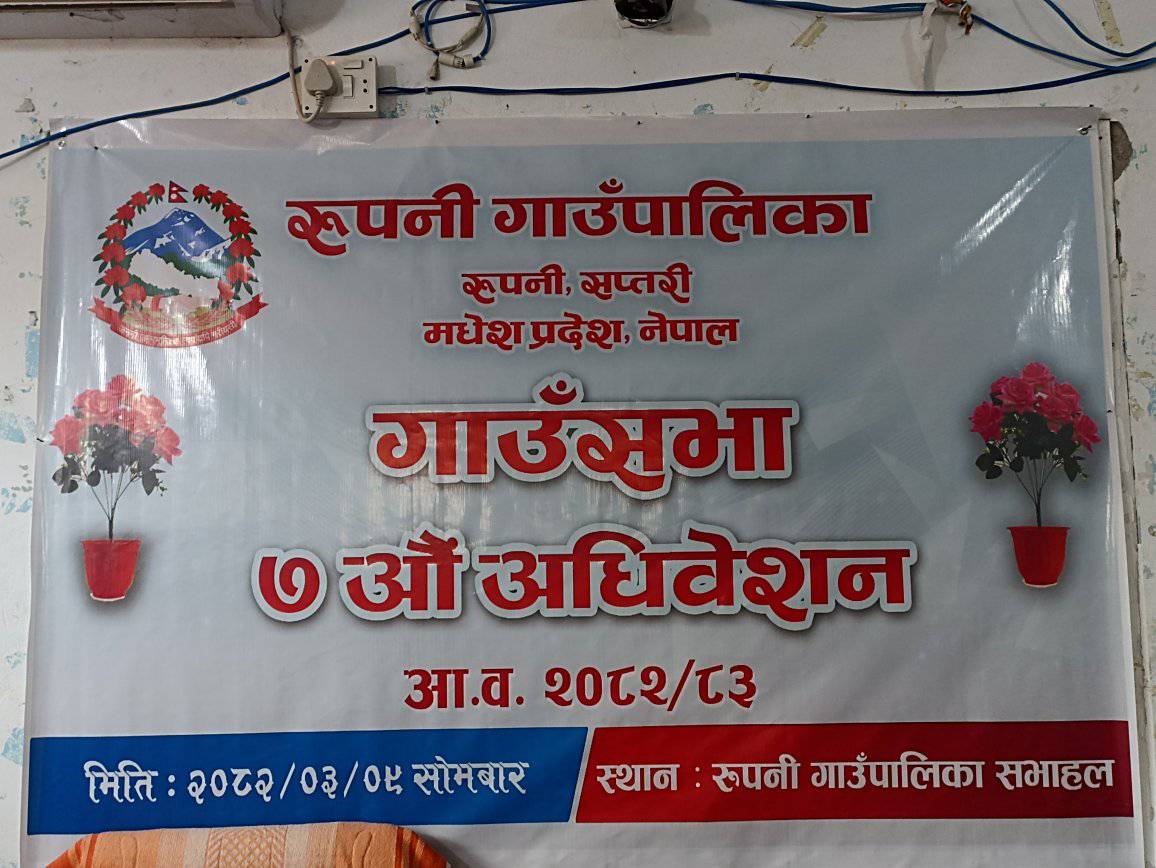 रूपनी गाउँपालिका
रूपनी, सप्तरी
मधेश प्रदेश, नेपाल
गाउँसभा
७ औं अधिवेशन
आ.व. २०८२/८३
मिति : २०८२/०३/०९ सोमबार
स्थान : रूपनी गाउँपालिका सभाहल